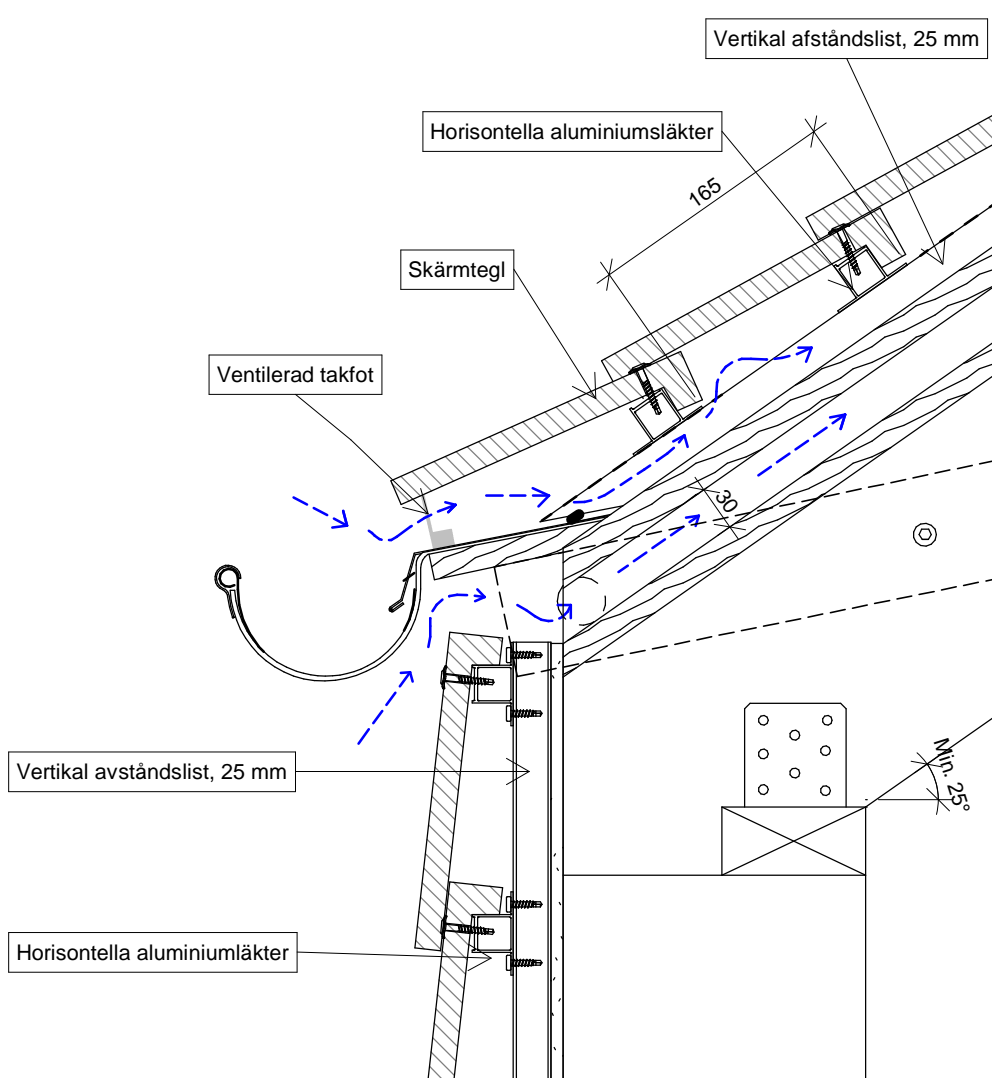 Vertikal afståndslist, 25 mm
Horisontella aluminiumsläkter
165
Skärmtegl
Ventilerad takfot
30
Vertikal avståndslist, 25 mm
Min. 25°
Horisontella aluminiumläkter